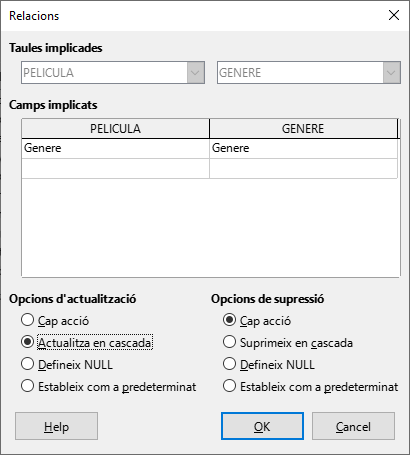 Relacions
Taules implicades
PELICULA GENERE
Camps implicats
PELICULA GENERE
Genere Genere
Opcions d'actualització Opcions de supressió
Cap acció Cap acció
Actualitza en cascada Suprimeix en cascada
Defineix NULL Defineix NULL
Estableix com a predeterminat Estableix com a predeterminat
Help OK Cancel